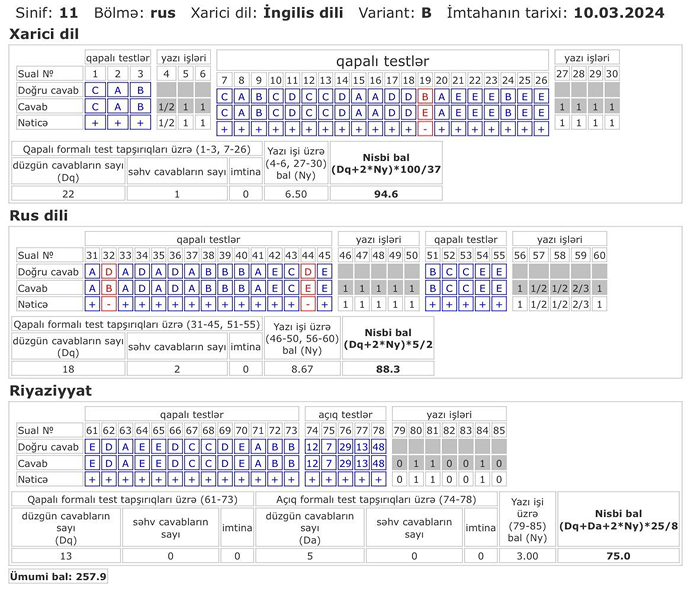 Sinif: 11 Bölmə: rus Xarici dil: İngilis dili Variant: B İmtahanın tarixi: 10.03.2024
Xarici dil
qapalı testlər yazı işləri qapalı testlər yazı işləri
Sual № 1 2 3 4 5 6 7 8 9 10 11 12 13 14 15 16 17 18 19 20 21 22 23 24 25 26 27 28 29 30
Doğru cavab C A B C A B C D C C D A A D D B A E E E B E E
Cavab C A B 1/2 1 1 C A B C D C C D A A D D E A E E E B E E 1 1 1 1
Nəticə + + + 1/2 1 1 + + + + + + + + + + + + - + + + + + + + 1 1 1 1
Qapalı formalı test tapşırıqları üzrə (1-3, 7-26) Yazı işi üzrə (4-6, 27-30) bal (Ny) Nisbi bal (Dq+2*Ny)*100/37
düzgün cavabların sayı (Dq) səhv cavabların sayı imtina
22 1 0 6.50 94.6
Rus dili
qapalı testlər yazı işləri qapalı testlər yazı işləri
Sual № 31 32 33 34 35 36 37 38 39 40 41 42 43 44 45 46 47 48 49 50 51 52 53 54 55 56 57 58 59 60
Doğru cavab A D A D A D A B B B A E C D E B C C E E
Cavab A B A D A D A B B B A E C E E 1 1 1 1 1 B C C E E 1 1/2 1/2 2/3 1
Nəticə + - + + + + + + + + + + + - + 1 1 1 1 1 + + + + + 1 1/2 1/2 2/3 1
Qapalı formalı test tapşırıqları üzrə (31-45, 51-55) Yazı işi üzrə (46-50, 56-60) bal (Ny) Nisbi bal (Dq+2*Ny)*5/2
düzgün cavabların sayı (Dq) səhv cavabların sayı imtina
18 2 0 8.67 88.3
Riyaziyyat
qapalı testlər açıq testlər yazı işləri
Sual № 61 62 63 64 65 66 67 68 69 70 71 72 73 74 75 76 77 78 79 80 81 82 83 84 85
Doğru cavab E D A E E D C C D E A B B 12 7 29 13 48
Cavab E D A E E D C C D E A B B 12 7 29 13 48 0 1 1 0 0 1 0
Nəticə + + + + + + + + + + + + + + + + + + 0 1 1 0 0 1 0
Qapalı formalı test tapşırıqları üzrə (61-73) Açıq formalı test tapşırıqları üzrə (74-78) Yazı işi üzrə (79-85) bal (Ny) Nisbi bal (Dq+Da+2*Ny)*25/8
düzgün cavabların sayı (Dq) səhv cavabların sayı imtina düzgün cavabların sayı (Da) səhv cavabların sayı imtina
13 0 0 5 0 0 3.00 75.0
Ümumi bal: 257.9